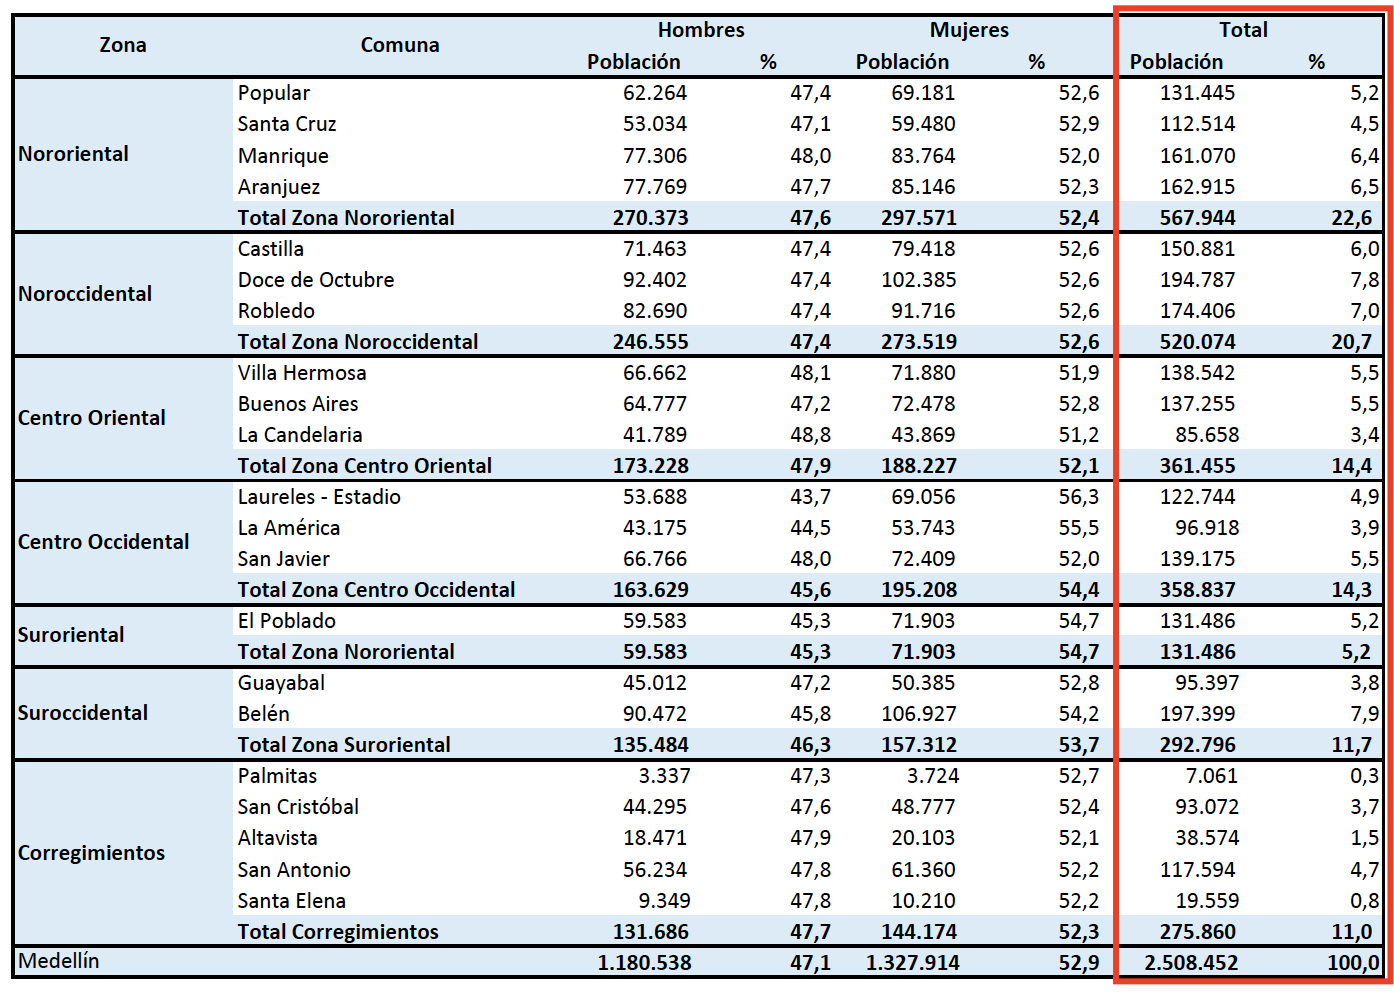 Zona Comuna Hombres Mujeres Total
Población % Población % Población %
Nororiental
Popular 62.264 47,4 69.181 52,6 131.445 5,2
Santa Cruz 53.034 47,1 59.480 52,9 112.514 4,5
Manrique 77.306 48,0 83.764 52,0 161.070 6,4
Aranjuez 77.769 47,7 85.146 52,3 162.915 6,5
Total Zona Nororiental 270.373 47,6 297.571 52,4 567.944 22,6
Noroccidental
Castilla 71.463 47,4 79.418 52,6 150.881 6,0
Doce de Octubre 92.402 47,4 102.385 52,6 194.787 7,8
Robledo 82.690 47,4 91.716 52,6 174.406 7,0
Total Zona Noroccidental 246.555 47,4 273.519 52,6 520.074 20,7
Centro Oriental
Villa Hermosa 66.662 48,1 71.880 51,9 138.542 5,5
Buenos Aires 64.777 47,2 72.478 52,8 137.255 5,5
La Candelaria 41.789 48,8 43.869 51,2 85.658 3,4
Total Zona Centro Oriental 173.228 47,9 188.227 52,1 361.455 14,4
Centro Occidental
Laureles - Estadio 53.688 43,7 69.056 56,3 122.744 4,9
La América 43.175 44,5 53.743 55,5 96.918 3,9
San Javier 66.766 48,0 72.409 52,0 139.175 5,5
Total Zona Centro Occidental 163.629 45,6 195.208 54,4 358.837 14,3
Suroriental
El Poblado 59.583 45,3 71.903 54,7 131.486 5,2
Total Zona Nororiental 59.583 45,3 71.903 54,7 131.486 5,2
Suroccidental
Guayabal 45.012 47,2 50.385 52,8 95.397 3,8
Belén 90.472 45,8 106.927 54,2 197.399 7,9
Total Zona Suroriental 135.484 46,3 157.312 53,7 292.796 11,7
Corregimientos
Palmitas 3.337 47,3 3.724 52,7 7.061 0,3
San Cristóbal 44.295 47,6 48.777 52,4 93.072 3,7
Altavista 18.471 47,9 20.103 52,1 38.574 1,5
San Antonio 56.234 47,8 61.360 52,2 117.594 4,7
Santa Elena 9.349 47,8 10.210 52,2 19.559 0,8
Total Corregimientos 131.686 47,7 144.174 52,3 275.860 11,0
Medellín 1.180.538 47,1 1.327.914 52,9 2.508.452 100,0